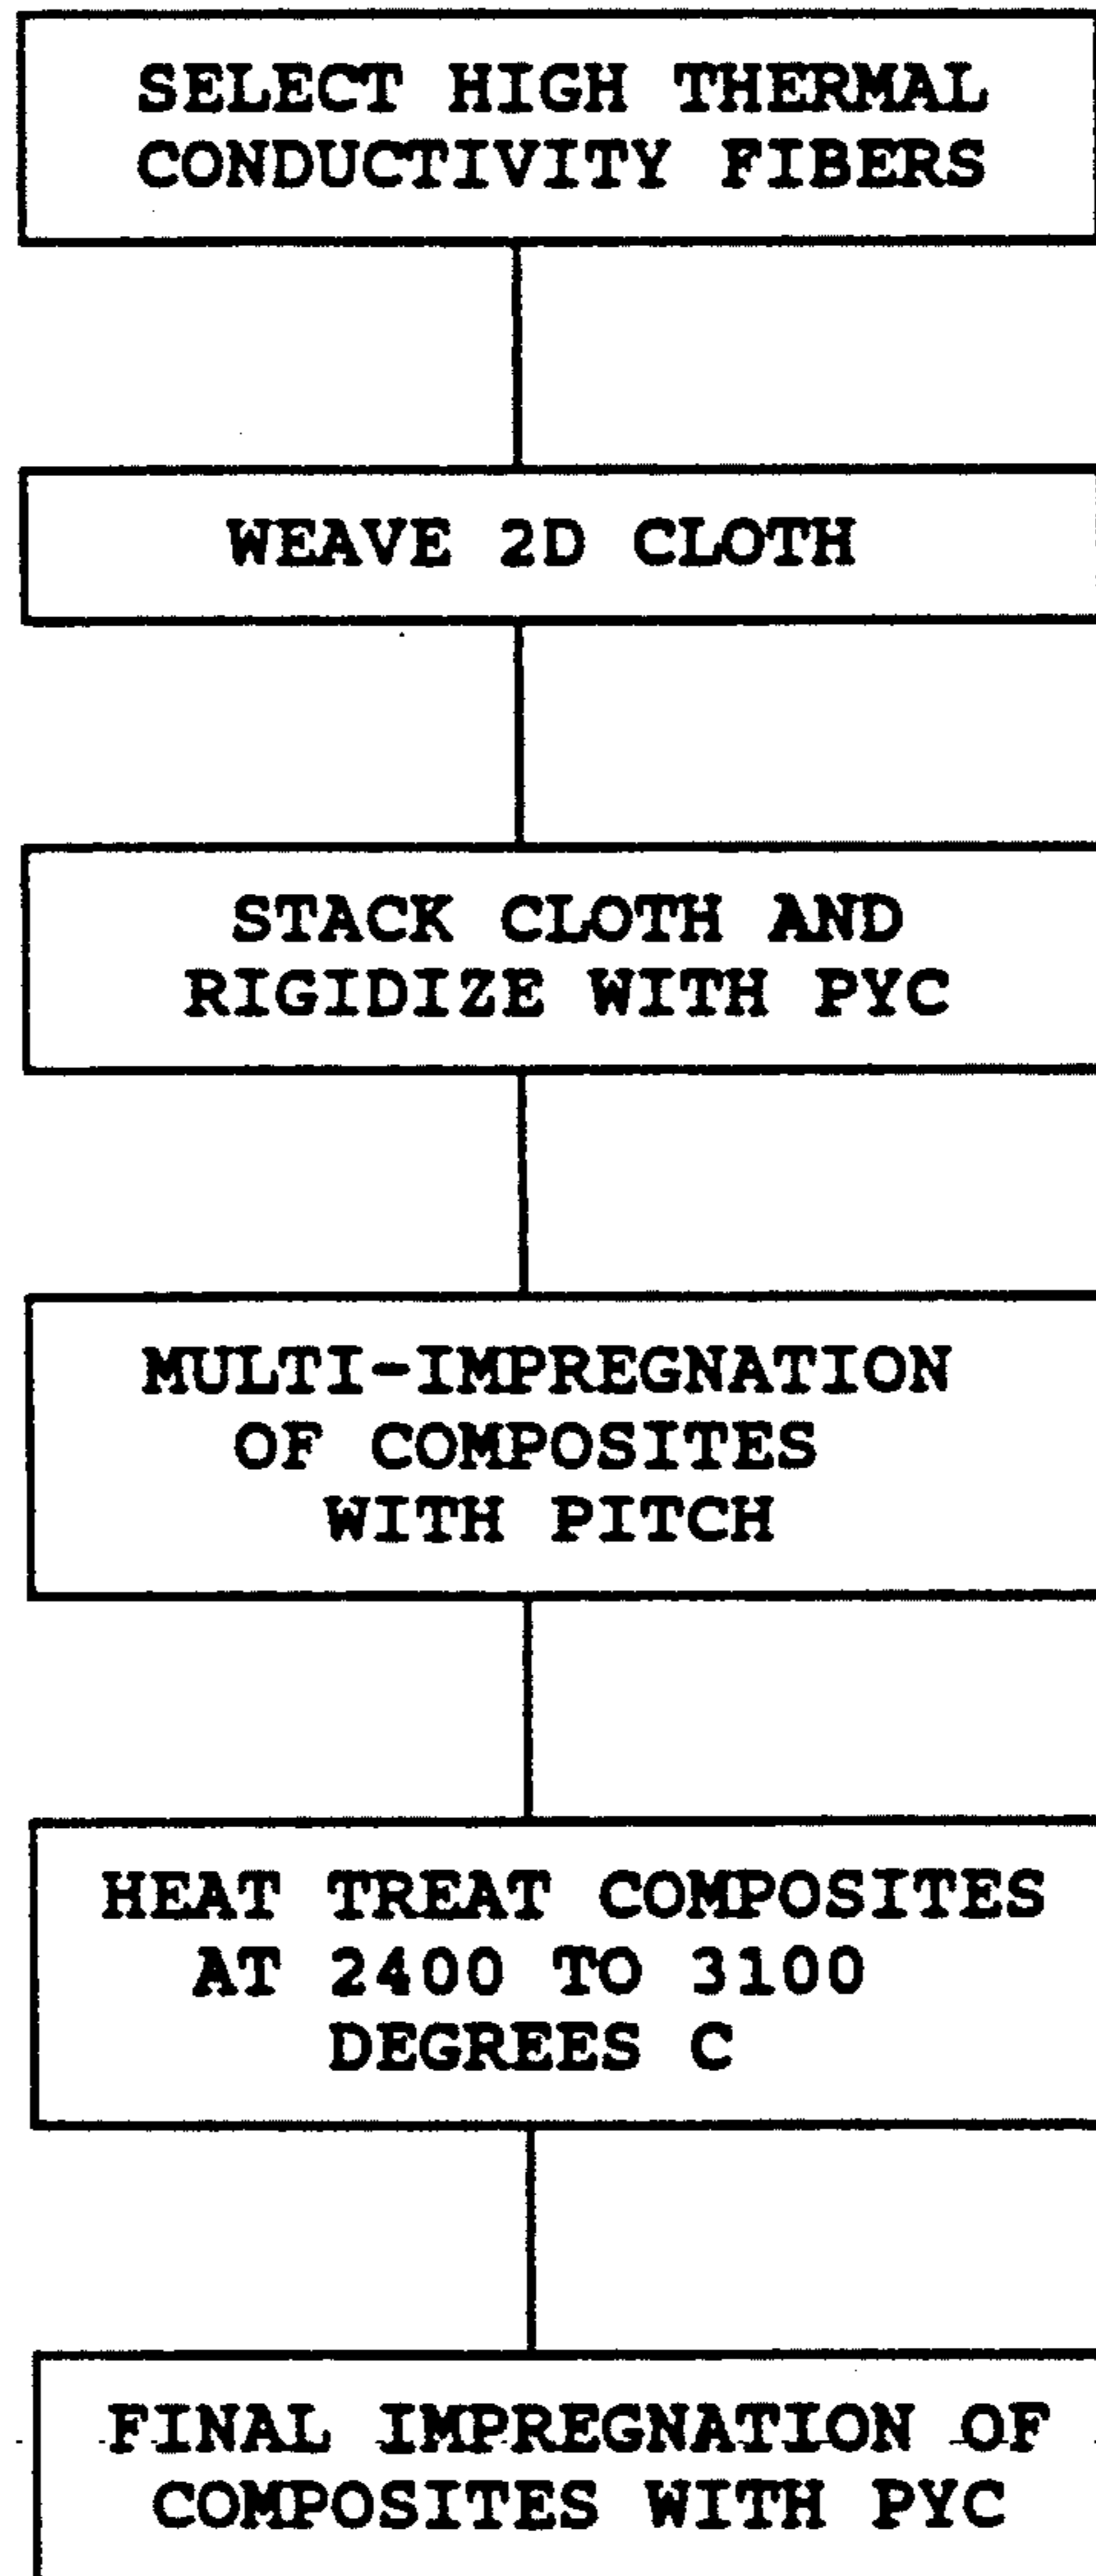 SELECT HIGH THERMAL
CONDUCTIVITY FIBERS
WEAVE 2D CLOTH
STACK CLOTH AND
RIGIDIZE WITH PYC
MULTI-IMPREGNATION
OF COMPOSITES
WITH PITCH
HEAT TREAT COMPOSITES
AT 2400 TO 3100
DEGREES C
FINAL IMPREGNATION OF
COMPOSITES WITH PYC